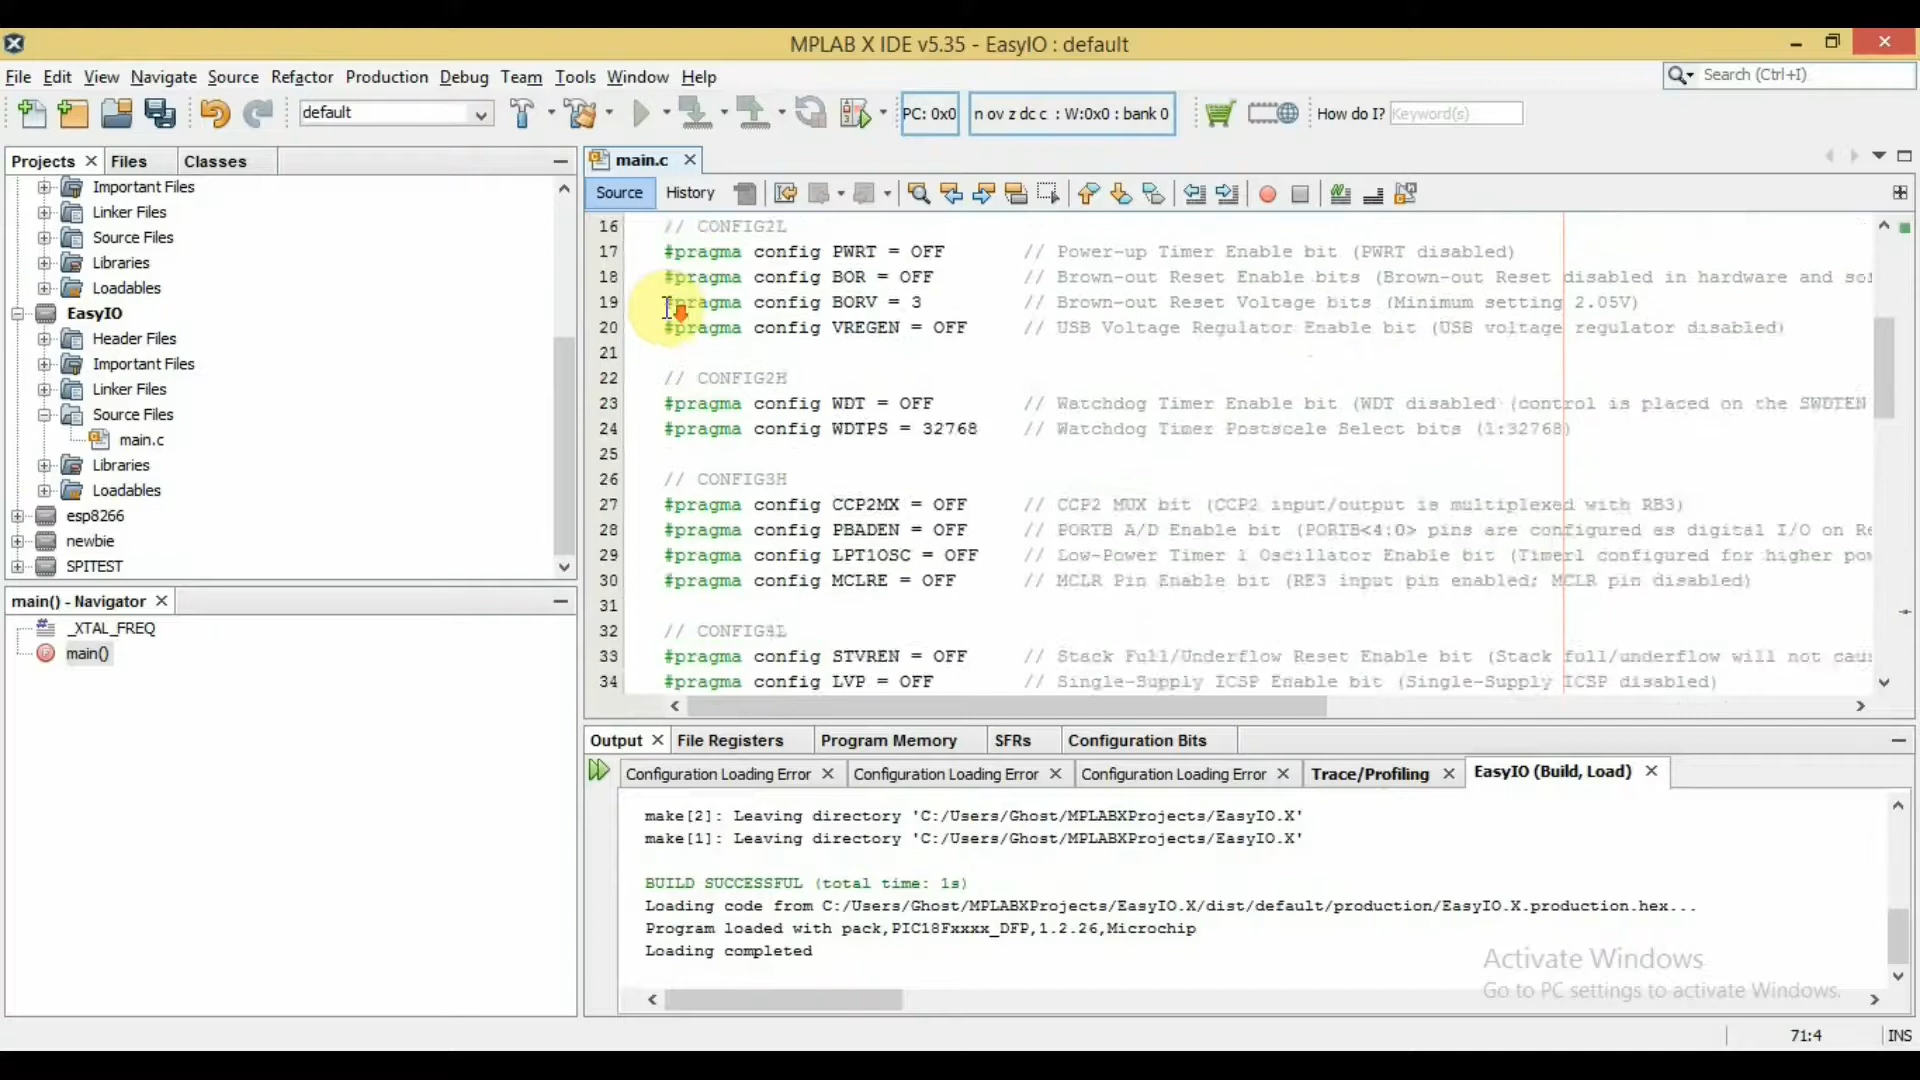 MPLAB X IDE v5.35 - EasyIO : default
File Edit View Navigate Source Refactor Production Debug Team Tools Window Help
Search (Ctrl+I)
default
PC: 0x0
n ov z dc c : W:0x0 : bank 0
How do I? Keyword(s)
Projects Files Classes
Important Files
Linker Files
Source Files
Libraries
Loadables
EasyIO
Header Files
Important Files
Linker Files
Source Files
main.c
Libraries
Loadables
esp8266
newbie
SPITEST
main() - Navigator
_XTAL_FREQ
main()
main.c
Source History
16 // CONFIG2L
17 #pragma config PWRT = OFF // Power-up Timer Enable bit (PWRT disabled)
18 #pragma config BOR = OFF // Brown-out Reset Enable bits (Brown-out Reset disabled in hardware and so
19 #pragma config BORV = 3 // Brown-out Reset Voltage bits (Minimum setting 2.05V)
20 #pragma config VREGEN = OFF // USB Voltage Regulator Enable bit (USB voltage regulator disabled)
21
22 // CONFIG2H
23 #pragma config WDT = OFF // Watchdog Timer Enable bit (WDT disabled (control is placed on the SWDTEN
24 #pragma config WDTPS = 32768 // Watchdog Timer Postscale Select bits (1:32768)
25
26 // CONFIG3H
27 #pragma config CCP2MX = OFF // CCP2 MUX bit (CCP2 input/output is multiplexed with RB3)
28 #pragma config PBADEN = OFF // PORTB A/D Enable bit (PORTB<4:0> pins are configured as digital I/O on Re
29 #pragma config LPT1OSC = OFF // Low-Power Timer 1 Oscillator Enable bit (Timer1 configured for higher pow
30 #pragma config MCLRE = OFF // MCLR Pin Enable bit (RE3 input pin enabled; MCLR pin disabled)
31
32 // CONFIG4L
33 #pragma config STVREN = OFF // Stack Full/Underflow Reset Enable bit (Stack full/underflow will not cau
34 #pragma config LVP = OFF // Single-Supply ICSP Enable bit (Single-Supply ICSP disabled)
Output File Registers Program Memory SFRs Configuration Bits
Configuration Loading Error Configuration Loading Error Configuration Loading Error Trace/Profiling EasyIO (Build, Load)
make[2]: Leaving directory 'C:/Users/Ghost/MPLABXProjects/EasyIO.X'
make[1]: Leaving directory 'C:/Users/Ghost/MPLABXProjects/EasyIO.X'
BUILD SUCCESSFUL (total time: 1s)
Loading code from C:/Users/Ghost/MPLABXProjects/EasyIO.X/dist/default/production/EasyIO.X.production.hex...
Program loaded with pack,PIC18Fxxxx_DFP,1.2.26,Microchip
Loading completed
Activate Windows
Go to PC settings to activate Windows.
71:4 INS